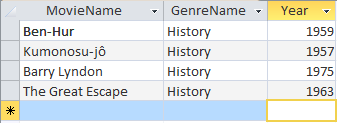 MovieName GenreName Year
Ben-Hur History 1959
Kumonosu-jô History 1957
Barry Lyndon History 1975
The Great Escape History 1963